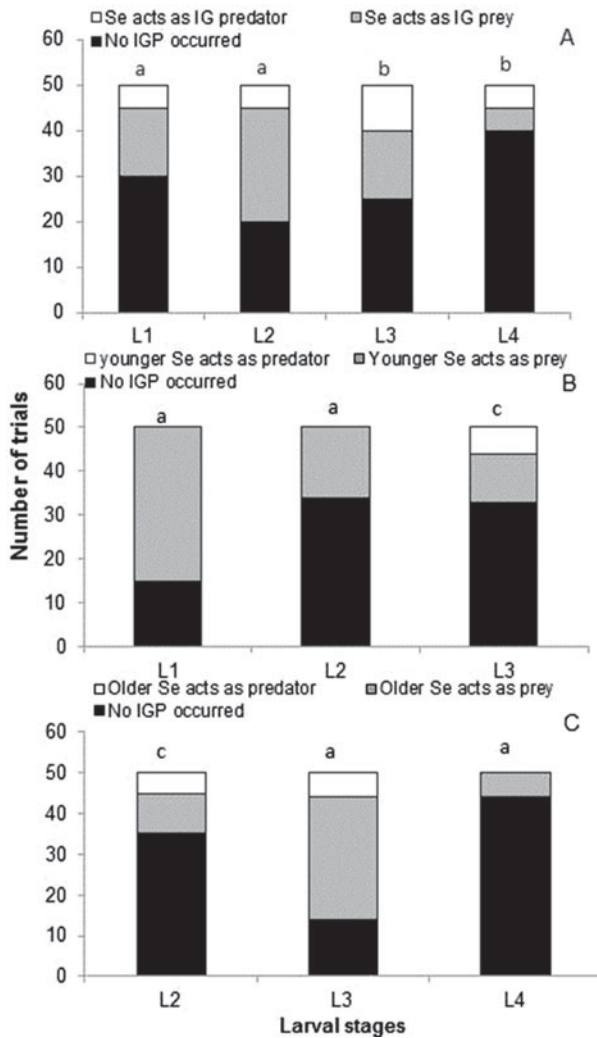 Se acts as IG predator Se acts as IG prey
No IGP occurred
A
60
50
40
30
20
10
0
a a b b
L1 L2 L3 L4
younger Se acts as predator Younger Se acts as prey
No IGP occurred
B
60
50
40
30
20
10
0
a a c
L1 L2 L3
Number of trials
Older Se acts as predator Older Se acts as prey
No IGP occurred
C
60
50
40
30
20
10
0
c a a
L2 L3 L4
Larval stages